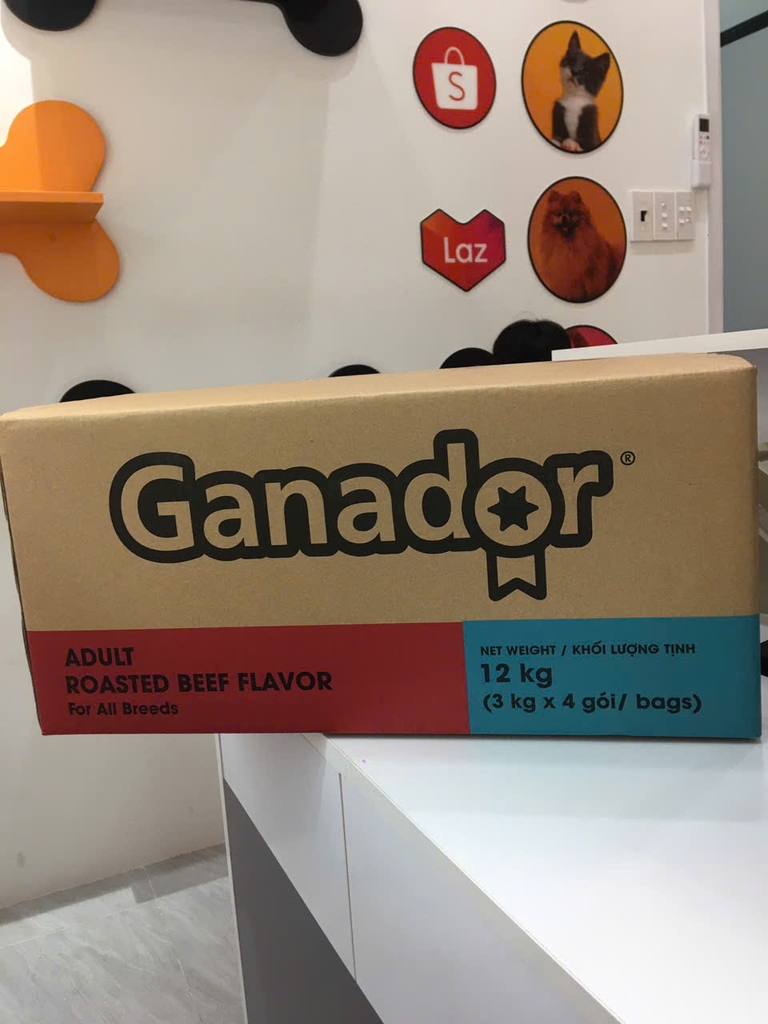 S
Laz
Ganador®
ADULT
ROASTED BEEF FLAVOR
For All Breeds
NET WEIGHT / KHỐI LƯỢNG TỊNH
12 kg
(3 kg x 4 gói/ bags)